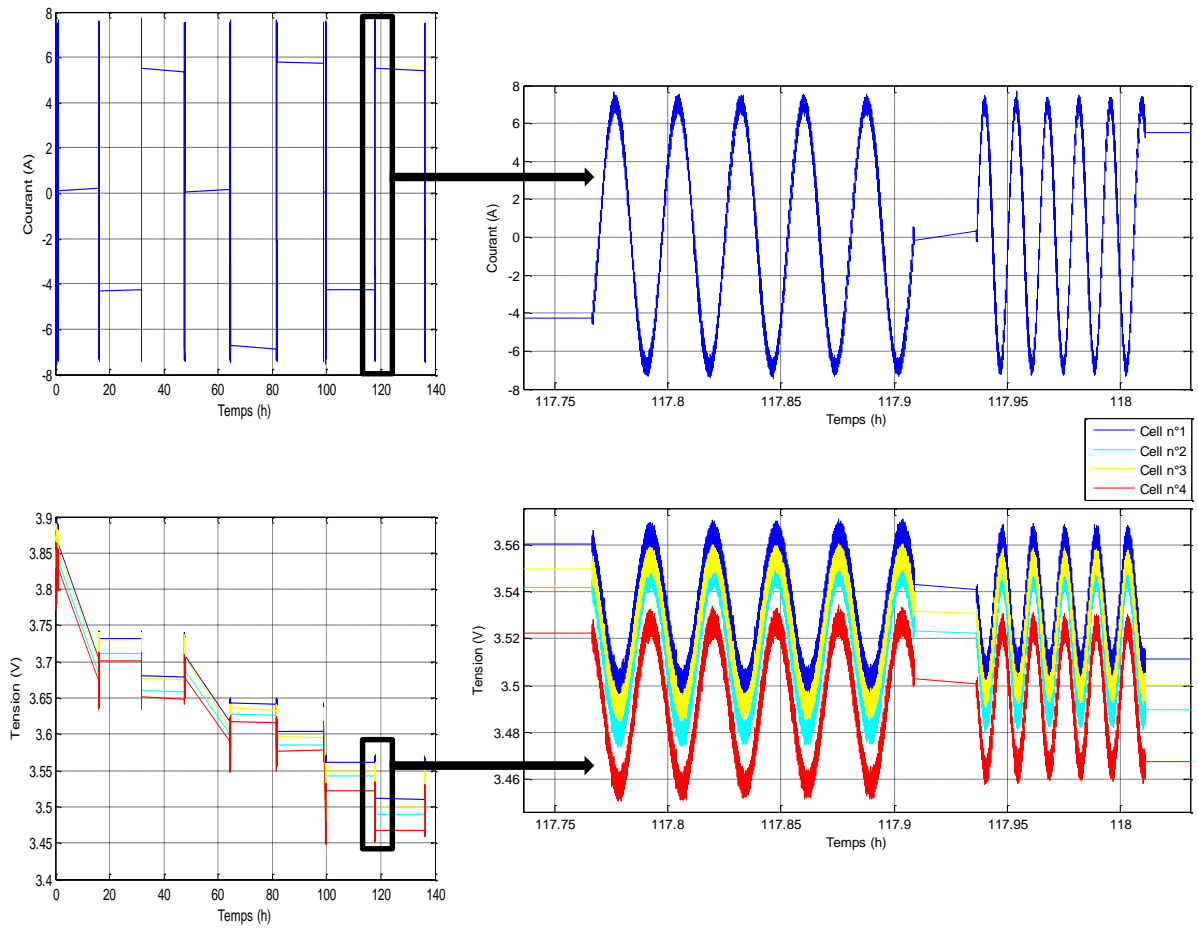 8
6
4
2
0
-2
-4
-6
-8
Courant (A)
0 20 40 60 80 100 120 140
Temps (h)
8
6
4
2
0
-2
-4
-6
-8
Courant (A)
117.75 117.8 117.85 117.9 117.95 118
Temps (h)
Cell n°1
Cell n°2
Cell n°3
Cell n°4
3.9
3.85
3.8
3.75
3.7
3.65
3.6
3.55
3.5
3.45
3.4
Tension (V)
0 20 40 60 80 100 120 140
Temps (h)
3.56
3.54
3.52
3.5
3.48
3.46
Tension (V)
117.75 117.8 117.85 117.9 117.95 118
Temps (h)